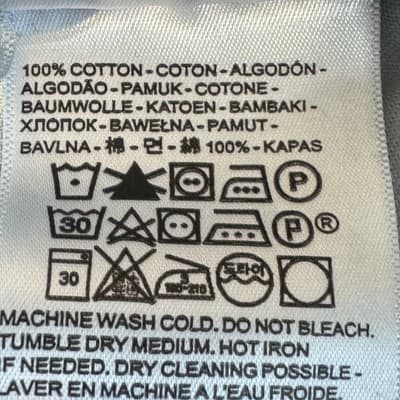 100% COTTON - COTON - ALGODÓN -
ALGODÃO - PAMUK - COTONE -
BAUMWOLLE - KATOEN - BAMBAKI -
ХЛОПОК - BAWEŁNA - PAMUT -
BAVLNA - 棉 - 면 - 綿 100% - KAPAS
P
30 P ®
30 180-210 드라이
MACHINE WASH COLD. DO NOT BLEACH.
TUMBLE DRY MEDIUM. HOT IRON
IF NEEDED. DRY CLEANING POSSIBLE -
LAVER EN MACHINE A L'EAU FROIDE.